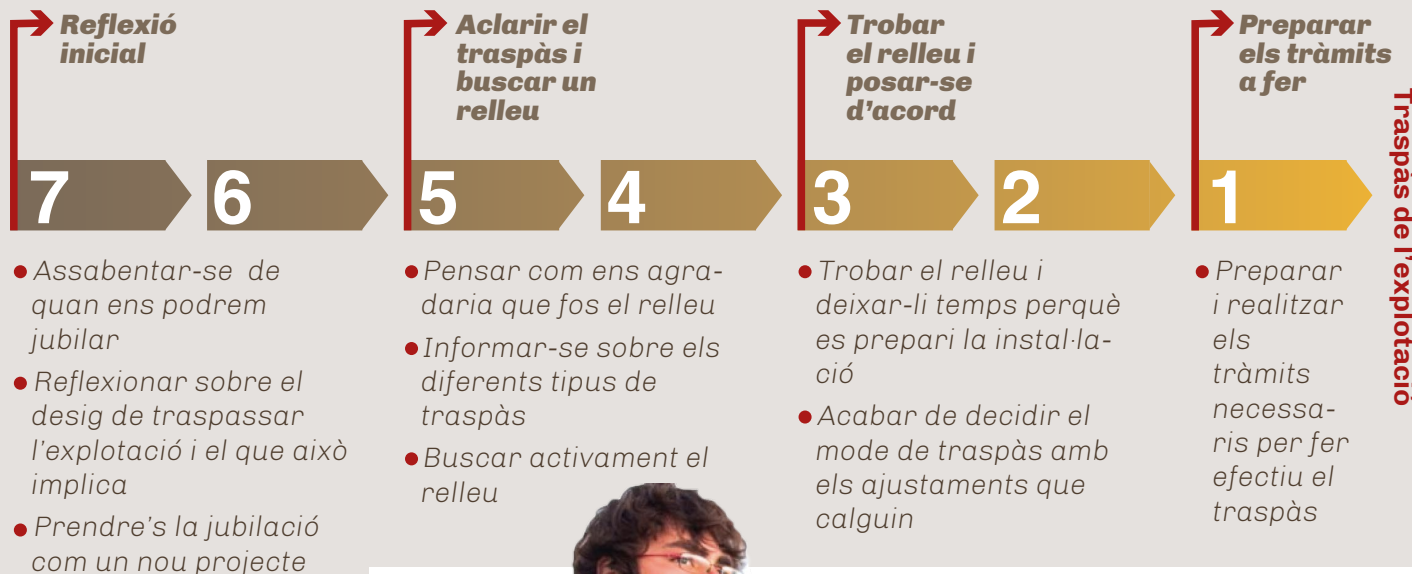 Reflexió
inicial
Aclarir el
traspàs i
buscar un
relleu
Trobar
el relleu i
posar-se
d'acord
Preparar
els tràmits
a fer
7
6
5
4
3
2
1
Assabentar-se de
quan ens podrem
jubilar
Reflexionar sobre el
desig de traspassar
l'explotació i el que això
implica
Prendre's la jubilació
com un nou projecte
Pensar com ens agra-
daria que fos el relleu
Informar-se sobre els
diferents tipus de
traspàs
Buscar activament el
relleu
Trobar el relleu i
deixar-li temps perquè
es prepari la instal·la-
ció
Acabar de decidir el
mode de traspàs amb
els ajustaments que
calguin
Preparar
i realitzar
els
tràmits
necessa-
ris per fer
efectiu el
traspàs
Traspàs de l'explotació